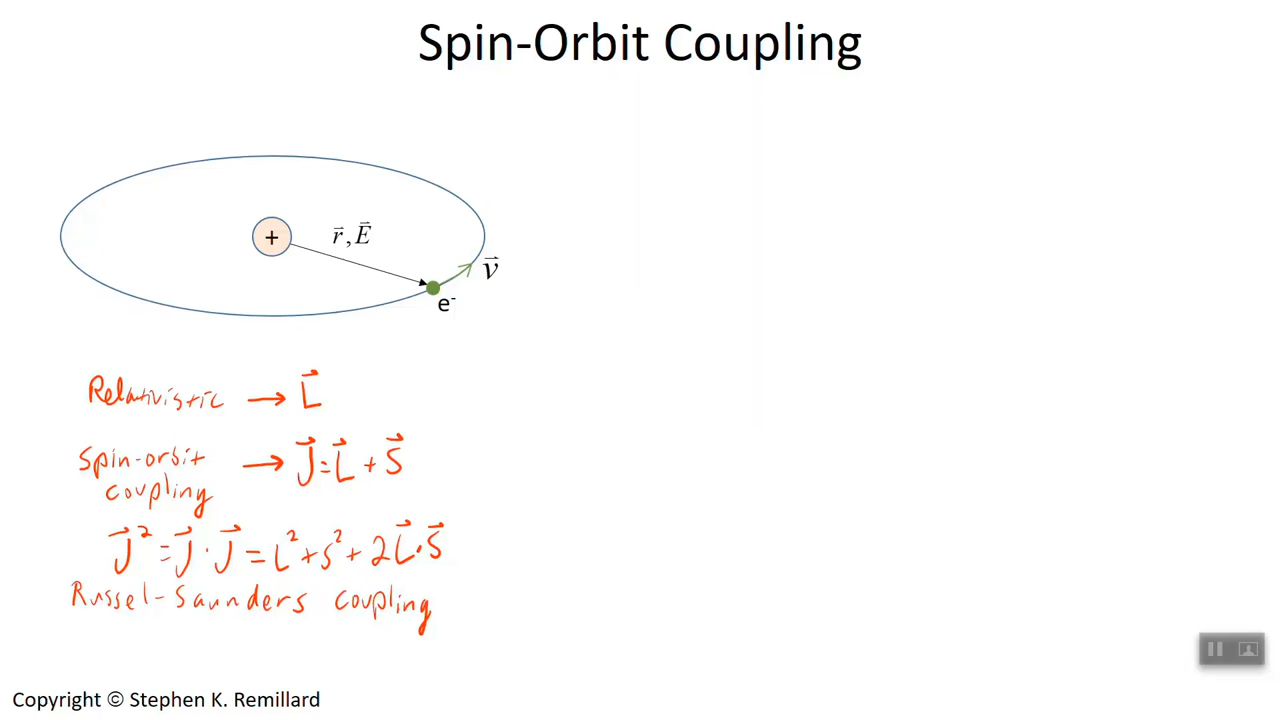 Spin-Orbit Coupling
+
r⃗, E⃗
v⃗
e⁻
Relativistic → L⃗
Spin-orbit coupling → J⃗ = L⃗ + S⃗
J⃗² = J⃗ · J⃗ = L² + S² + 2L⃗ · S⃗
Russel-Saunders coupling
Copyright © Stephen K. Remillard